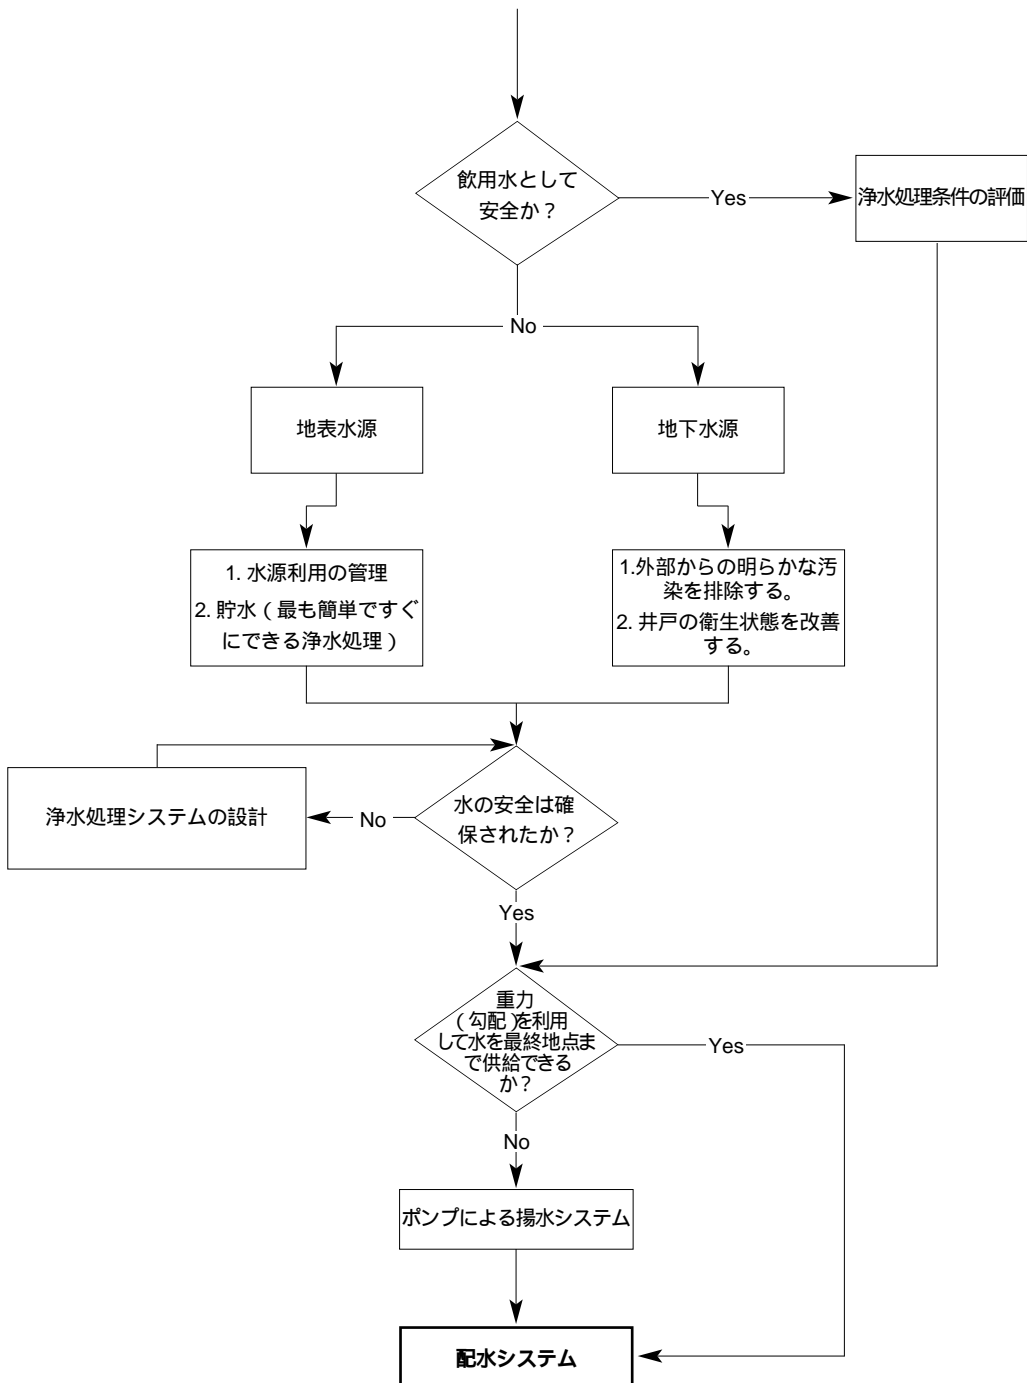 飲用水として
安全か？
Yes
浄水処理条件の評価
No
地表水源
地下水源
1. 水源利用の管理
2. 貯水（最も簡単ですぐ
にできる浄水処理）
1.外部からの明らかな汚
染を排除する。
2. 井戸の衛生状態を改善
する。
浄水処理システムの設計
No
水の安全は確
保されたか？
Yes
重力
（勾配）を利用
して水を最終地点ま
で供給できる
か？
Yes
No
ポンプによる揚水システム
配水システム